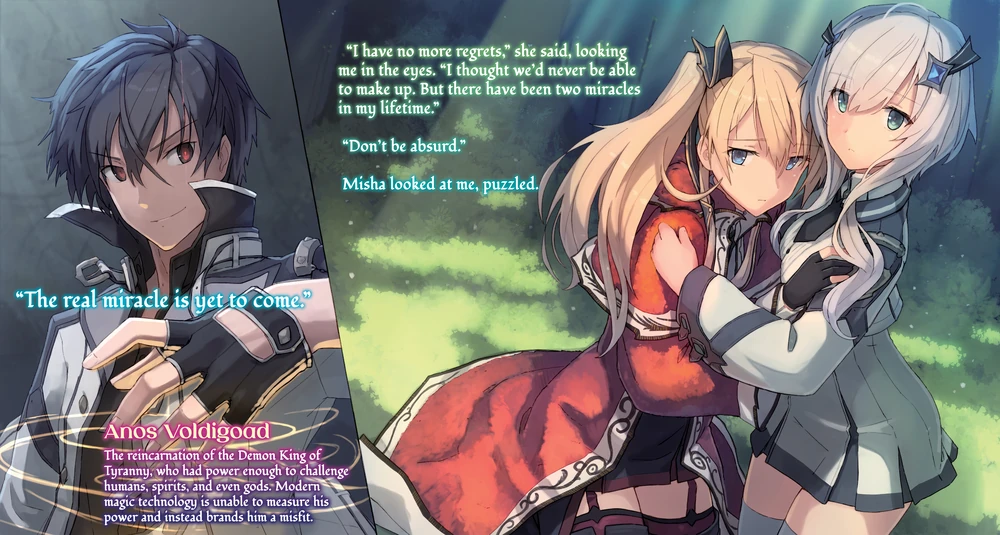 “I have no more regrets,” she said, looking
me in the eyes. “I thought we’d never be able
to make up. But there have been two miracles
in my lifetime.”
“Don’t be absurd.”
Misha looked at me, puzzled.
“The real miracle is yet to come.”
Anos Voldigoad
The reincarnation of the Demon King of
Tyranny, who had power enough to challenge
humans, spirits, and even gods. Modern
magic technology is unable to measure his
power and instead brands him a misfit.